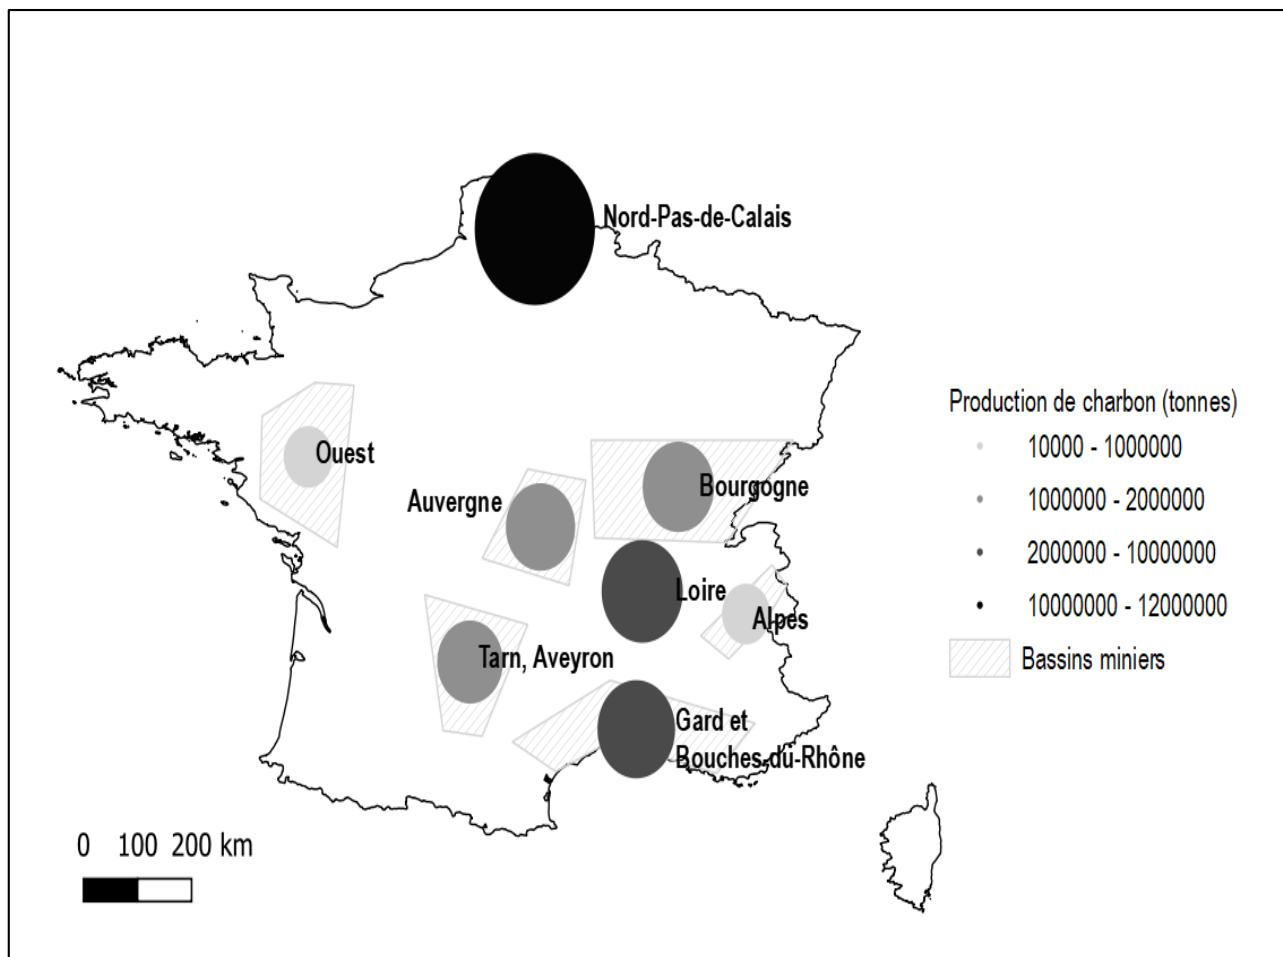 Nord-Pas-de-Calais
Ouest
Auvergne
Bourgogne
Loire
Alpes
Tarn, Aveyron
Gard et
Bouches-du-Rhône
Production de charbon (tonnes)
10000 - 1000000
1000000 - 2000000
2000000 - 10000000
10000000 - 12000000
Bassins miniers
0 100 200 km